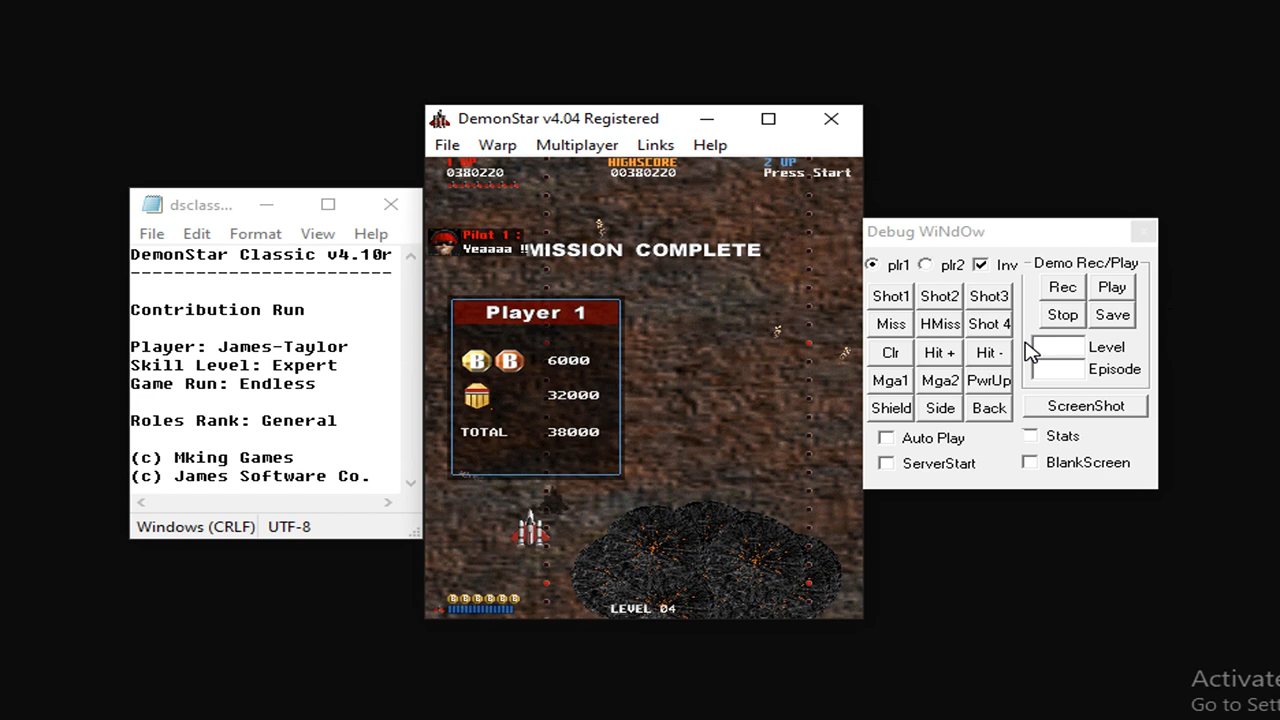 dsclass...
File Edit Format View Help
DemonStar Classic v4.10r
------------------------
Contribution Run
Player: James-Taylor
Skill Level: Expert
Game Run: Endless
Roles Rank: General
(c) Mking Games
(c) James Software Co.
Windows (CRLF) UTF-8
DemonStar v4.04 Registered
File Warp Multiplayer Links Help
1 UP HIGHSCORE 2 UP
0380220 00380220 Press Start
Pilot 1 :
Yeaaaa !!
MISSION COMPLETE
Player 1
B B 6000
32000
TOTAL 38000
LEVEL 04
Debug WiNdOw
plr1 plr2 Inv
Shot1 Shot2 Shot3
Miss HMiss Shot 4
Clr Hit + Hit -
Mga1 Mga2 PwrUp
Shield Side Back
Auto Play
ServerStart
Demo Rec/Play
Rec Play
Stop Save
Level
Episode
ScreenShot
Stats
BlankScreen
Activate
Go to Sett